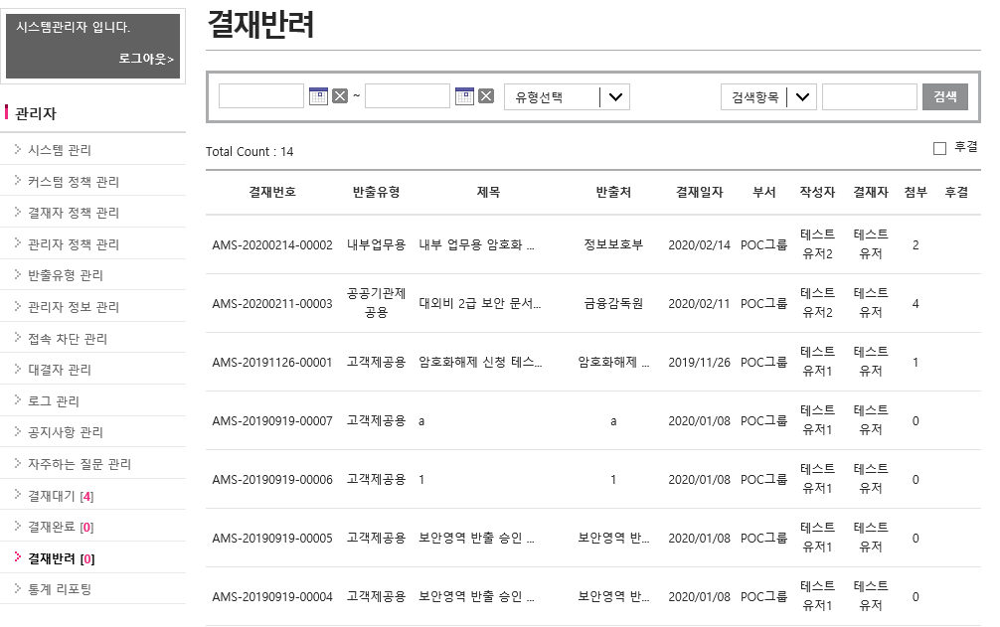 시스템관리자 입니다.
로그아웃>
관리자
시스템 관리
커스텀 정책 관리
결재자 정책 관리
관리자 정책 관리
반출유형 관리
관리자 정보 관리
접속 차단 관리
대결자 관리
로그 관리
공지사항 관리
자주하는 질문 관리
결재대기 [4]
결재완료 [0]
결재반려 [0]
통계 리포팅
결재반려
~ 유형선택 검색항목 검색
Total Count : 14
후결
결재번호 반출유형 제목 반출처 결재일자 부서 작성자 결재자 첨부 후결
AMS-20200214-00002 내부업무용 내부 업무용 암호화 ... 정보보호부 2020/02/14 POC그룹 테스트 유저2 테스트 유저 2
AMS-20200211-00003 공공기관제공용 대외비 2급 보안 문서... 금융감독원 2020/02/11 POC그룹 테스트 유저2 테스트 유저 4
AMS-20191126-00001 고객제공용 암호화해제 신청 테스... 암호화해제 ... 2019/11/26 POC그룹 테스트 유저1 테스트 유저 1
AMS-20190919-00007 고객제공용 a a 2020/01/08 POC그룹 테스트 유저1 테스트 유저 0
AMS-20190919-00006 고객제공용 1 1 2020/01/08 POC그룹 테스트 유저1 테스트 유저 0
AMS-20190919-00005 고객제공용 보안영역 반출 승인 ... 보안영역 반... 2020/01/08 POC그룹 테스트 유저1 테스트 유저 0
AMS-20190919-00004 고객제공용 보안영역 반출 승인 ... 보안영역 반... 2020/01/08 POC그룹 테스트 유저1 테스트 유저 0